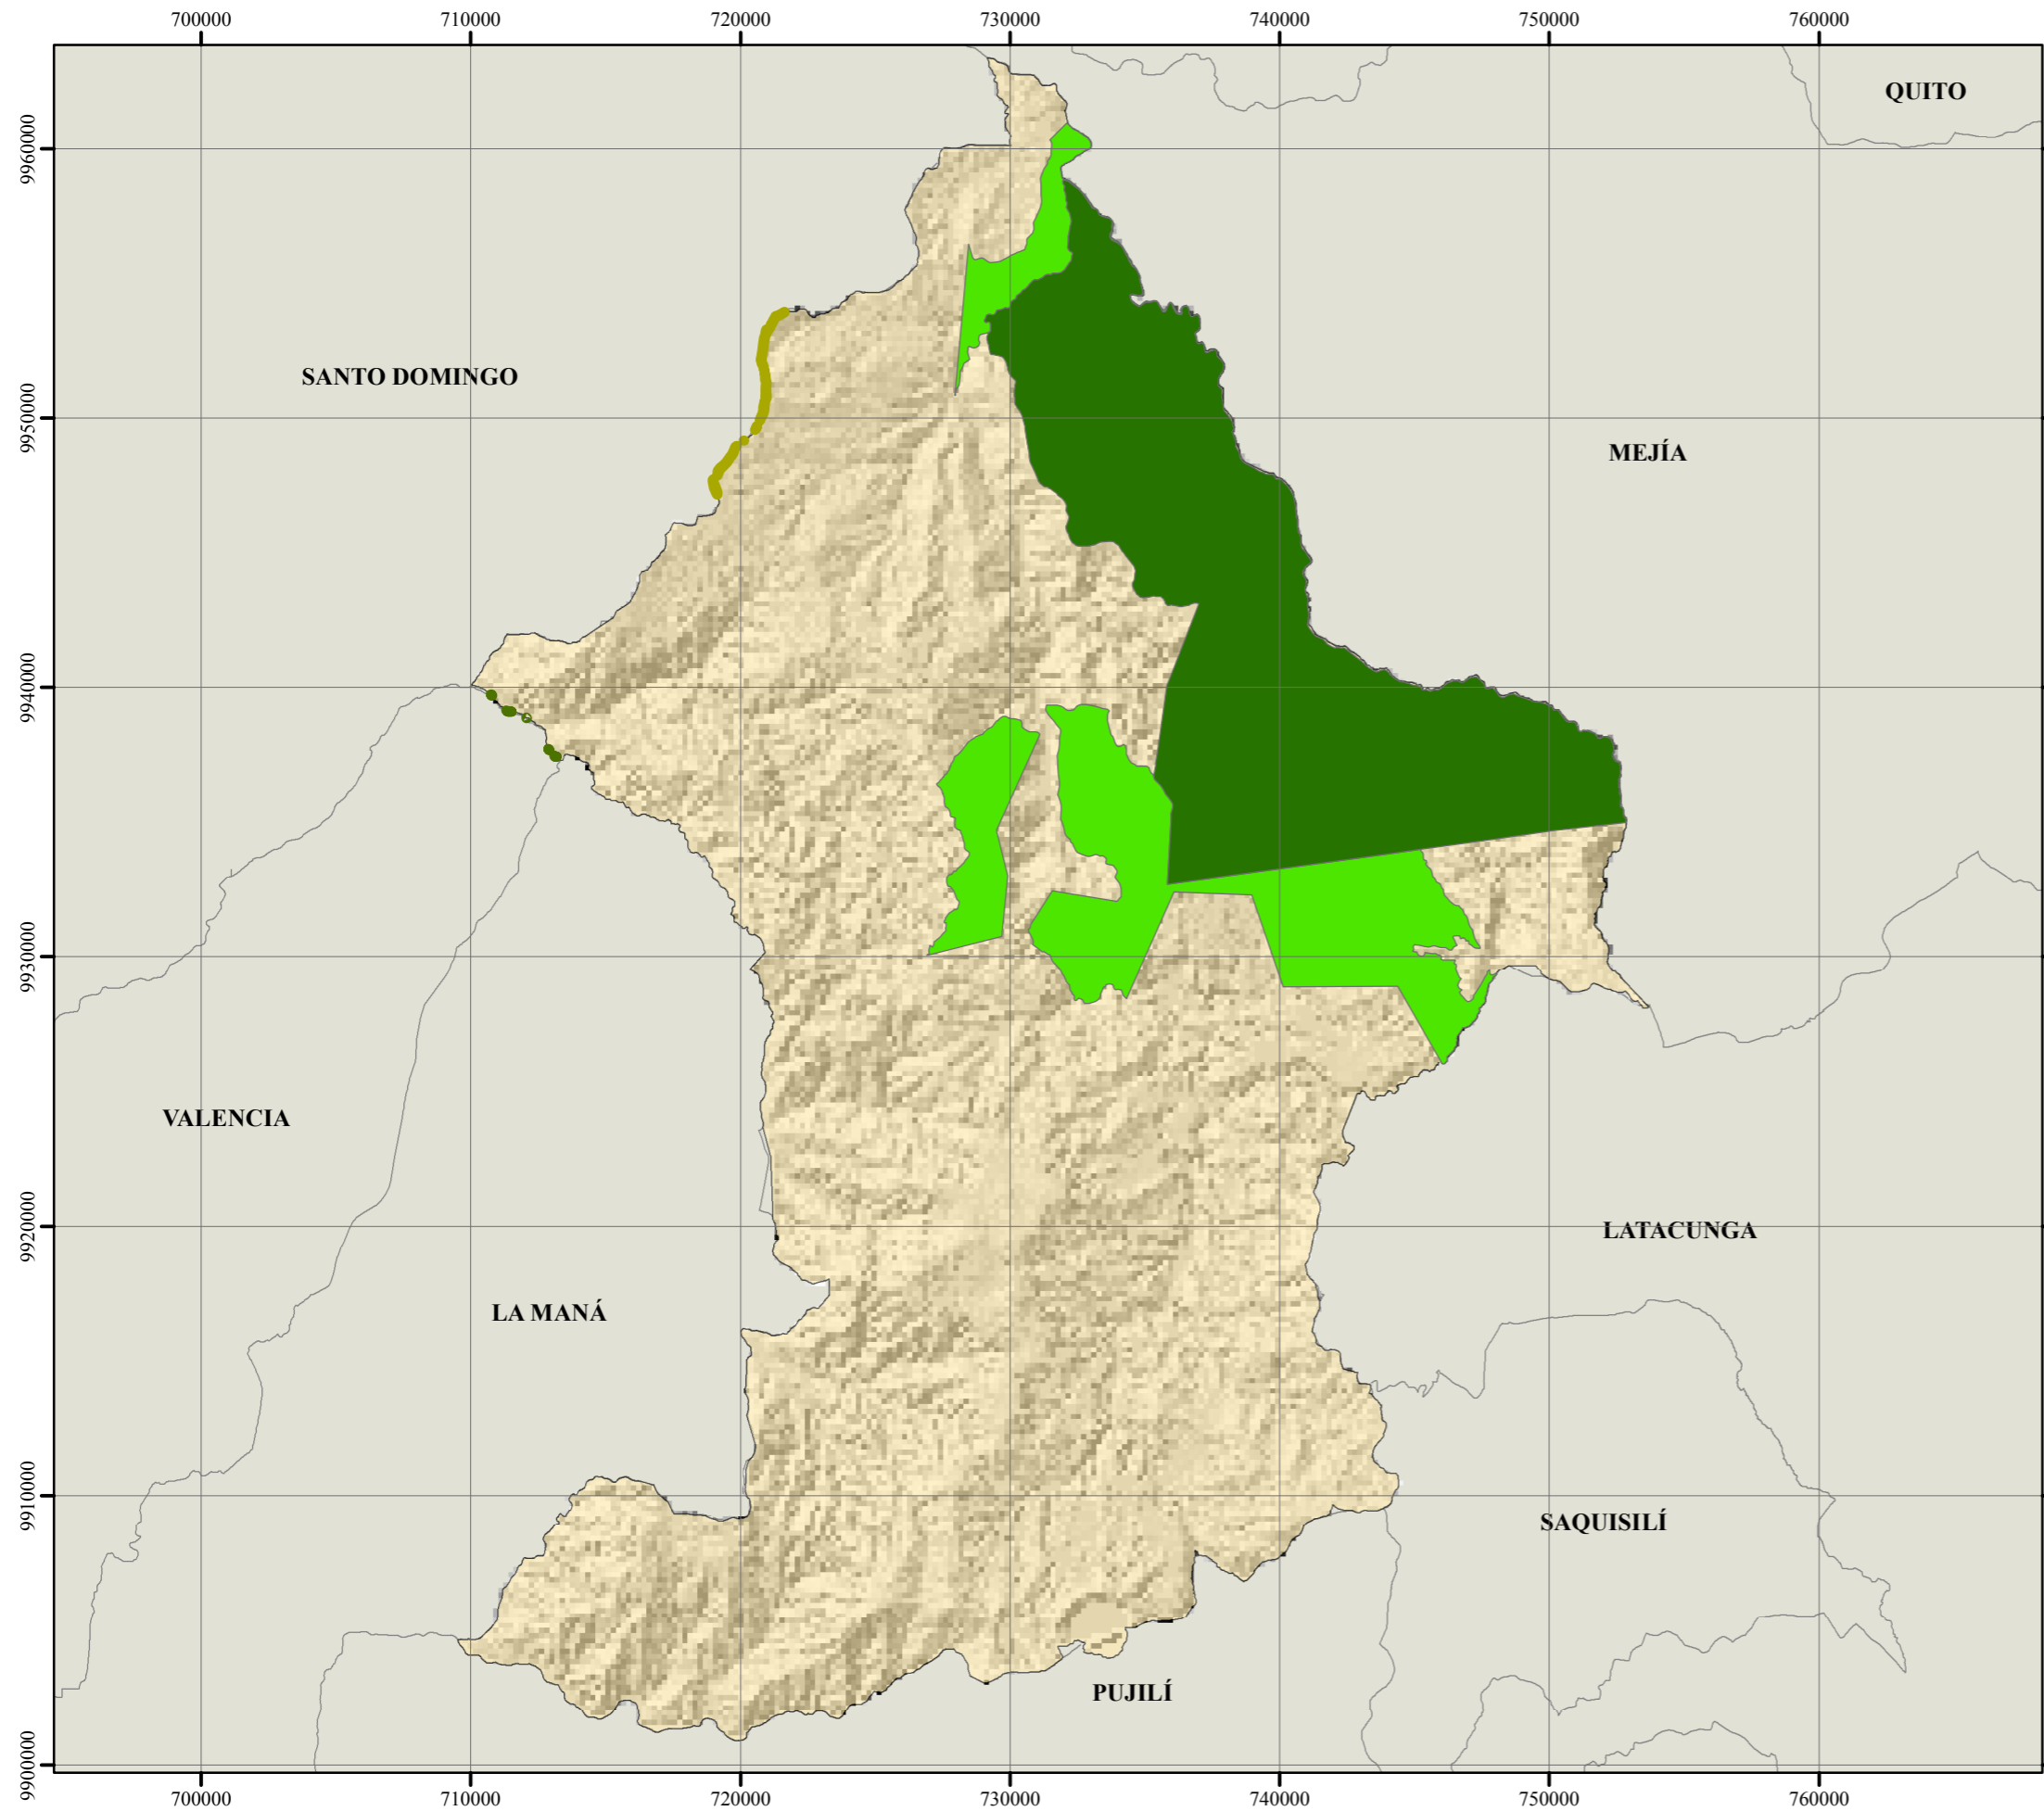 700000 710000 720000 730000 740000 750000 760000
QUITO
9960000
SANTO DOMINGO
9950000
MEJÍA
9940000
9930000
VALENCIA
9920000
LATACUNGA
LA MANÁ
9910000
SAQUISILÍ
PUJILÍ
9900000
700000 710000 720000 730000 740000 750000 760000